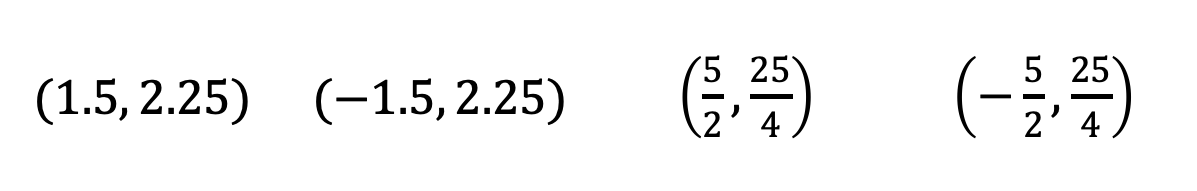 (1.5, 2.25) (−1.5, 2.25) (5/2, 25/4) (−5/2, 25/4)